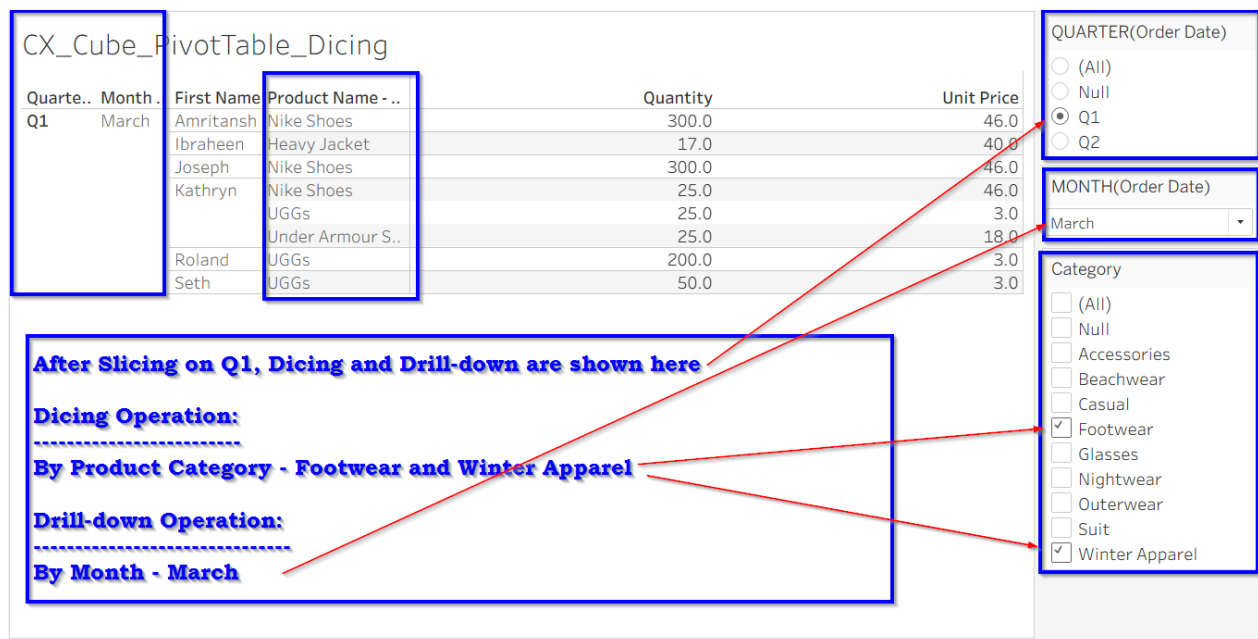 CX_Cube_PivotTable_Dicing
Quarte.. Month . First Name Product Name - .. Quantity Unit Price
Q1 March Amritansh Nike Shoes 300.0 46.0
Ibraheen Heavy Jacket 17.0 40.0
Joseph Nike Shoes 300.0 46.0
Kathryn Nike Shoes 25.0 46.0
UGGs 25.0 3.0
Under Armour S.. 25.0 18.0
Roland UGGs 200.0 3.0
Seth UGGs 50.0 3.0
After Slicing on Q1, Dicing and Drill-down are shown here
Dicing Operation:
-------------------------
By Product Category - Footwear and Winter Apparel
Drill-down Operation:
-------------------------------
By Month - March
QUARTER(Order Date)
(All)
Null
Q1
Q2
MONTH(Order Date)
March
Category
(All)
Null
Accessories
Beachwear
Casual
Footwear
Glasses
Nightwear
Outerwear
Suit
Winter Apparel